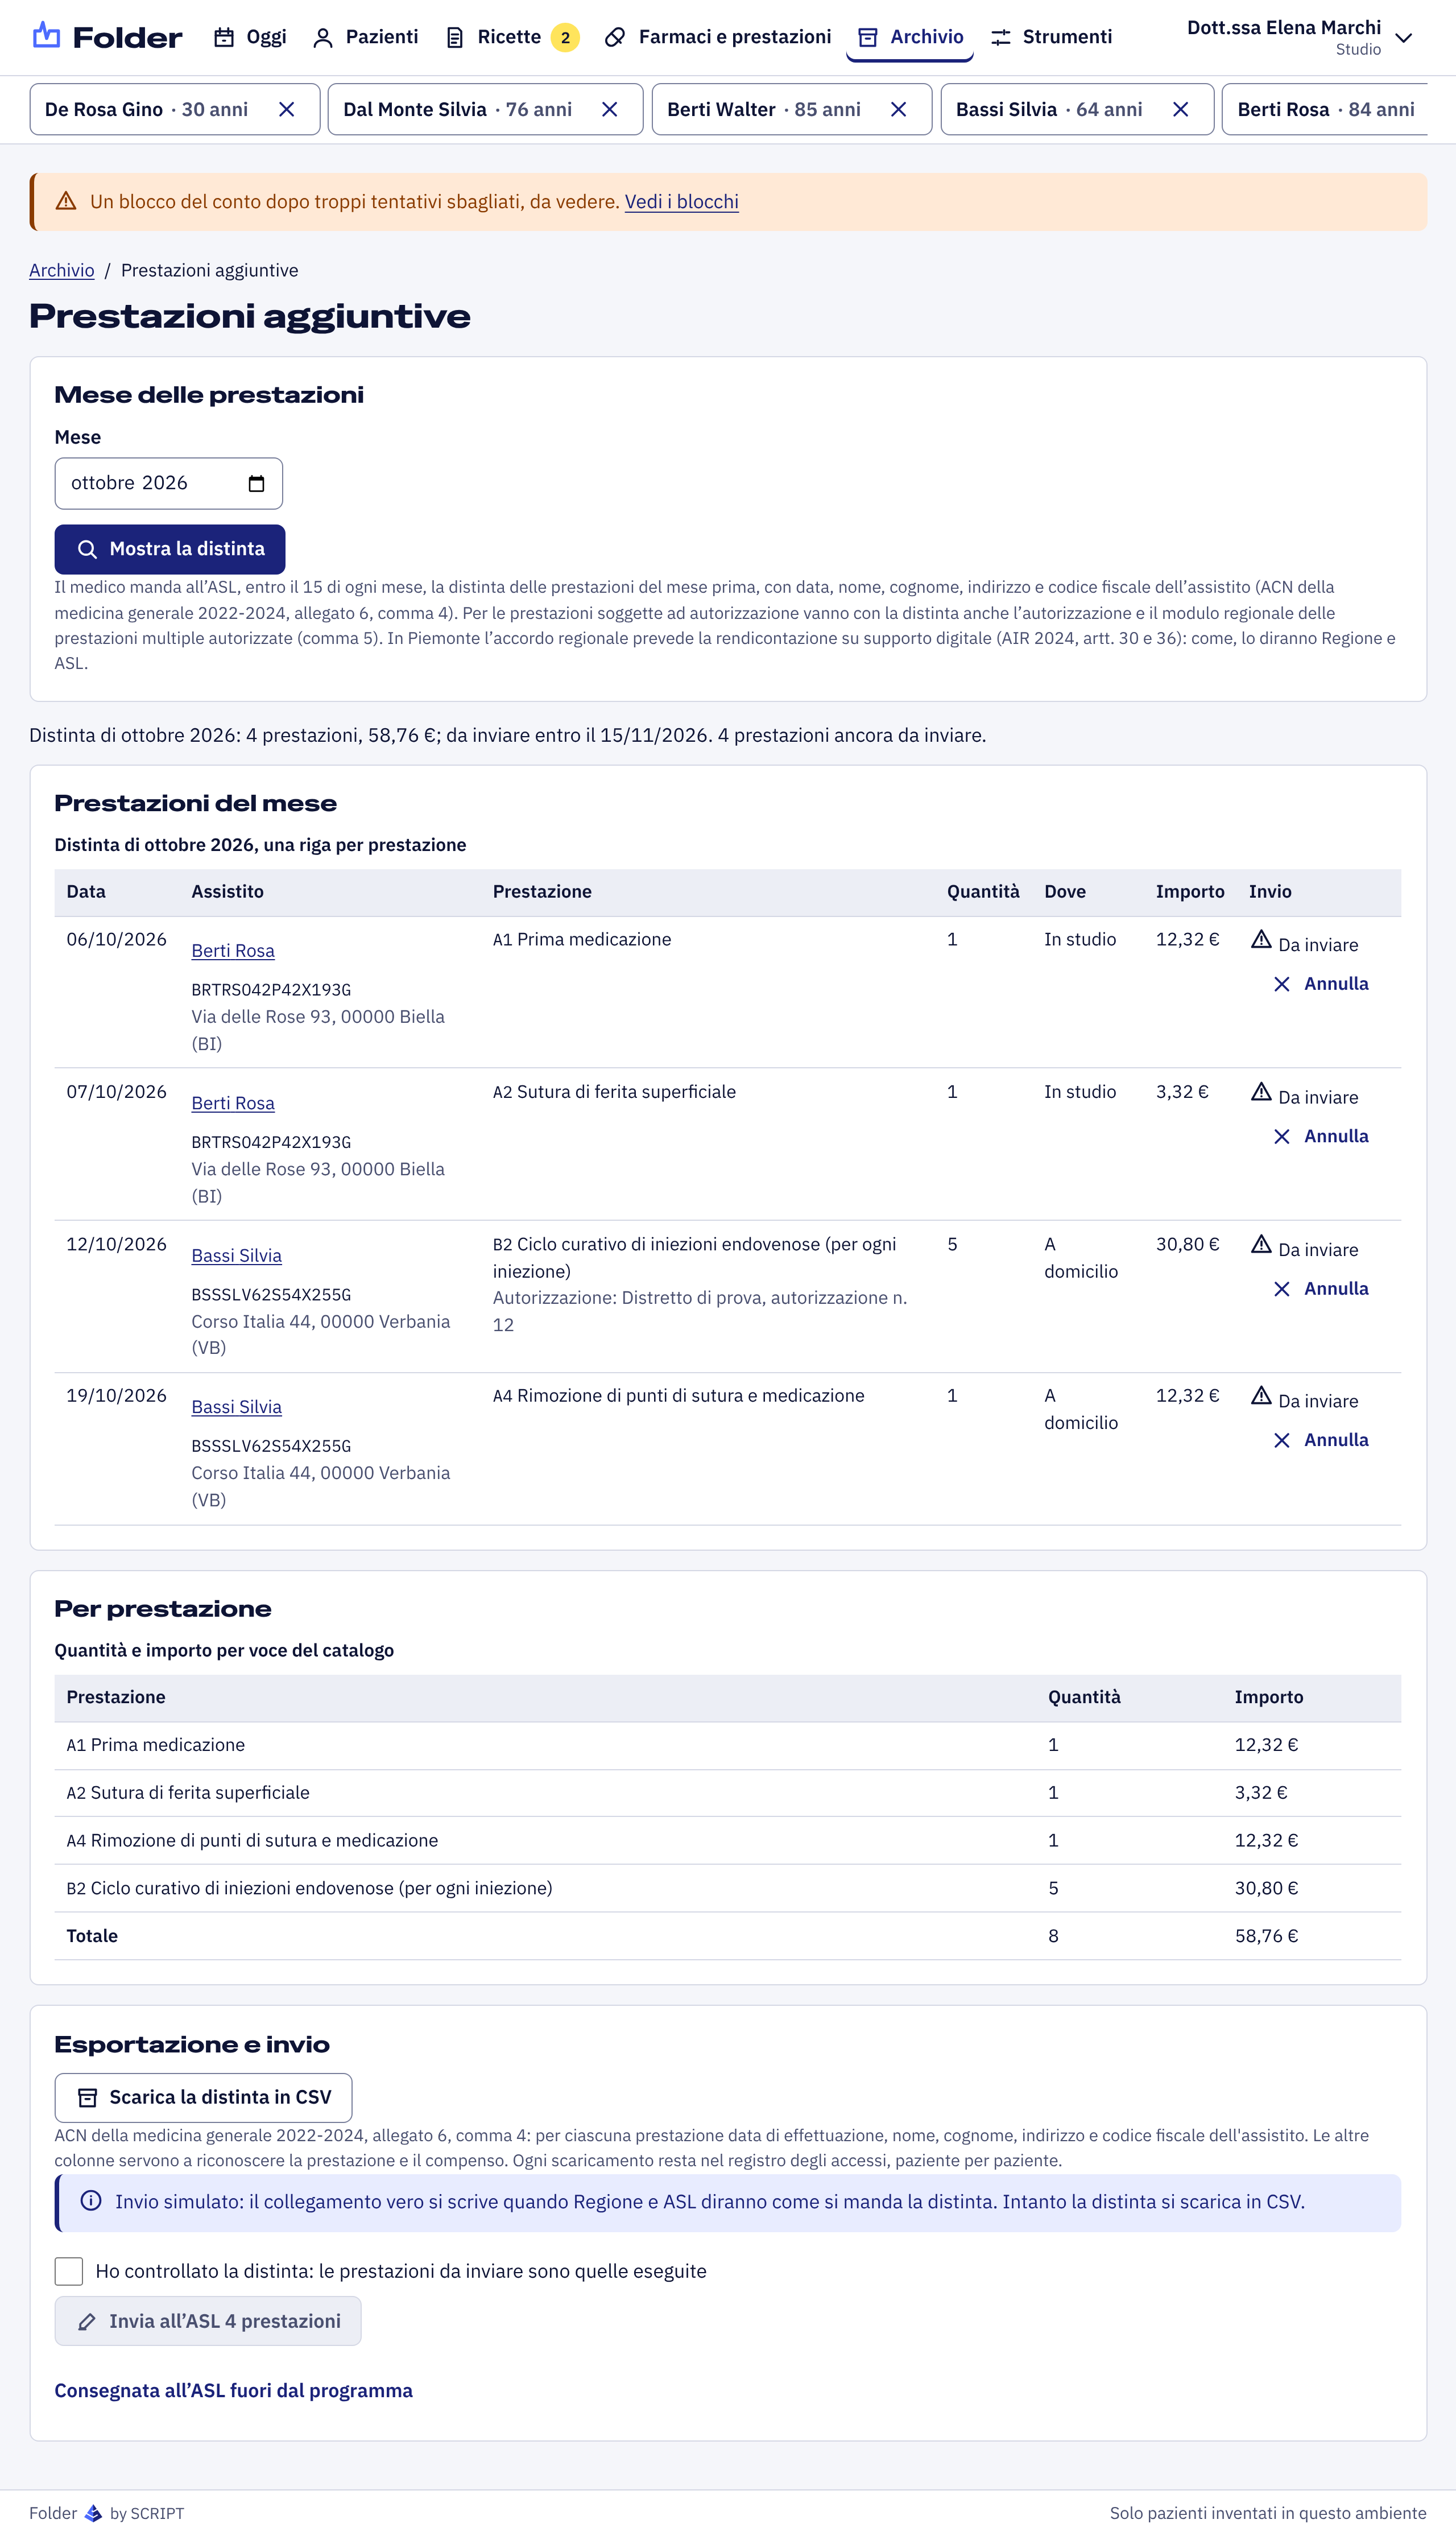 Folder
Oggi
Pazienti
Ricette 2
Farmaci e prestazioni
Archivio
Strumenti
Dott.ssa Elena Marchi
Studio
De Rosa Gino · 30 anni
Dal Monte Silvia · 76 anni
Berti Walter · 85 anni
Bassi Silvia · 64 anni
Berti Rosa · 84 anni
Un blocco del conto dopo troppi tentativi sbagliati, da vedere. Vedi i blocchi
Archivio / Prestazioni aggiuntive
Prestazioni aggiuntive
Mese delle prestazioni
Mese
ottobre 2026
Mostra la distinta
Il medico manda all’ASL, entro il 15 di ogni mese, la distinta delle prestazioni del mese prima, con data, nome, cognome, indirizzo e codice fiscale dell’assistito (ACN della
medicina generale 2022-2024, allegato 6, comma 4). Per le prestazioni soggette ad autorizzazione vanno con la distinta anche l’autorizzazione e il modulo regionale delle
prestazioni multiple autorizzate (comma 5). In Piemonte l’accordo regionale prevede la rendicontazione su supporto digitale (AIR 2024, artt. 30 e 36): come, lo diranno Regione e
ASL.
Distinta di ottobre 2026: 4 prestazioni, 58,76 €; da inviare entro il 15/11/2026. 4 prestazioni ancora da inviare.
Prestazioni del mese
Distinta di ottobre 2026, una riga per prestazione
Data Assistito Prestazione Quantità Dove Importo Invio
06/10/2026 Berti Rosa A1 Prima medicazione 1 In studio 12,32 € Da inviare
BRTRSO42P42X193G Annulla
Via delle Rose 93, 00000 Biella
(BI)
07/10/2026 Berti Rosa A2 Sutura di ferita superficiale 1 In studio 3,32 € Da inviare
BRTRSO42P42X193G Annulla
Via delle Rose 93, 00000 Biella
(BI)
12/10/2026 Bassi Silvia B2 Ciclo curativo di iniezioni endovenose (per ogni 5 A 30,80 € Da inviare
iniezione) domicilio
BSSSLV62S54X255G Autorizzazione: Distretto di prova, autorizzazione n. Annulla
Corso Italia 44, 00000 Verbania 12
(VB)
19/10/2026 Bassi Silvia A4 Rimozione di punti di sutura e medicazione 1 A 12,32 € Da inviare
domicilio
BSSSLV62S54X255G Annulla
Corso Italia 44, 00000 Verbania
(VB)
Per prestazione
Quantità e importo per voce del catalogo
Prestazione Quantità Importo
A1 Prima medicazione 1 12,32 €
A2 Sutura di ferita superficiale 1 3,32 €
A4 Rimozione di punti di sutura e medicazione 1 12,32 €
B2 Ciclo curativo di iniezioni endovenose (per ogni iniezione) 5 30,80 €
Totale 8 58,76 €
Esportazione e invio
Scarica la distinta in CSV
ACN della medicina generale 2022-2024, allegato 6, comma 4: per ciascuna prestazione data di effettuazione, nome, cognome, indirizzo e codice fiscale dell'assistito. Le altre
colonne servono a riconoscere la prestazione e il compenso. Ogni scaricamento resta nel registro degli accessi, paziente per paziente.
Invio simulato: il collegamento vero si scrive quando Regione e ASL diranno come si manda la distinta. Intanto la distinta si scarica in CSV.
Ho controllato la distinta: le prestazioni da inviare sono quelle eseguite
Invia all’ASL 4 prestazioni
Consegnata all’ASL fuori dal programma
Folder by SCRIPT
Solo pazienti inventati in questo ambiente